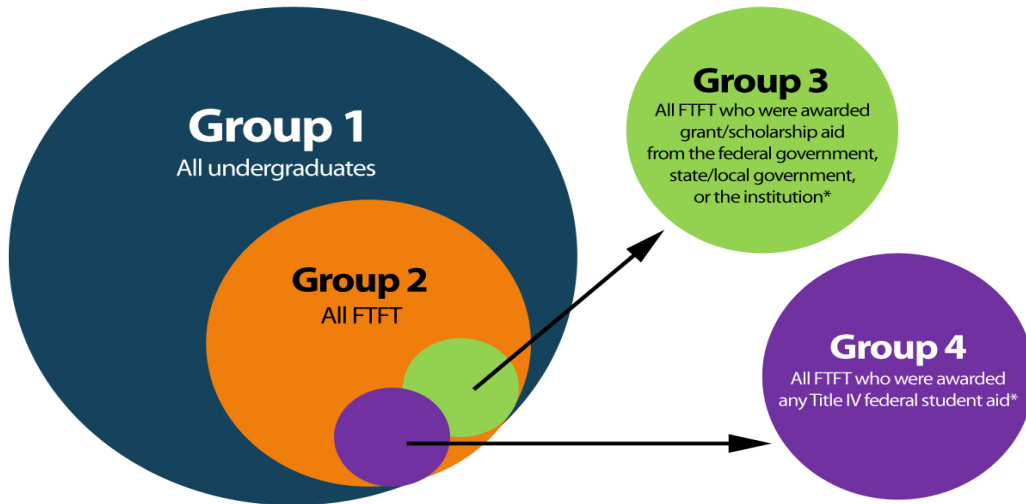 Group 1
All undergraduates
Group 2
All FTFT
Group 3
All FTFT who were awarded
grant/scholarship aid
from the federal government,
state/local government,
or the institution*
Group 4
All FTFT who were awarded
any Title IV federal student aid*